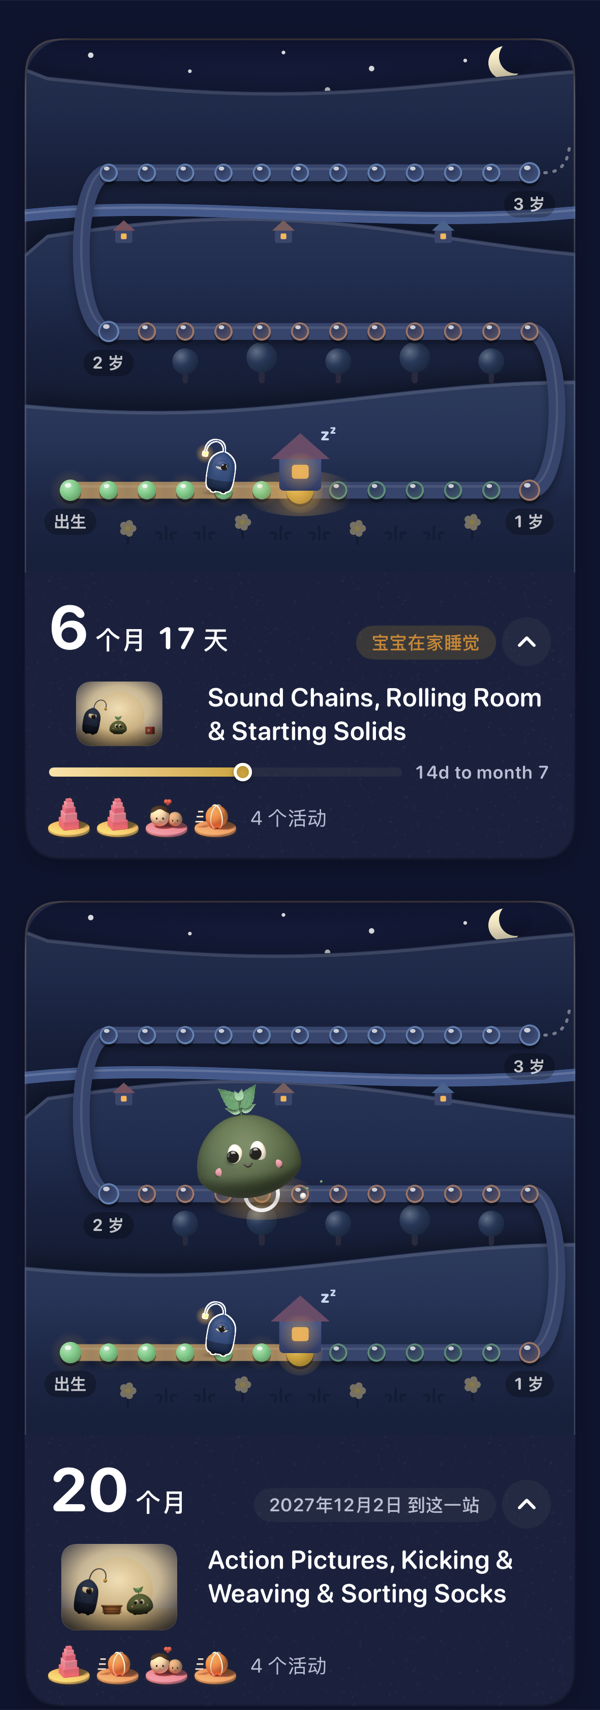 3 岁
2 岁
zz
出生
1 岁
6 个月 17 天
宝宝在家睡觉
Sound Chains, Rolling Room
& Starting Solids
14d to month 7
4 个活动
3 岁
2 岁
zz
出生
1 岁
20 个月
2027年12月2日 到这一站
Action Pictures, Kicking &
Weaving & Sorting Socks
4 个活动